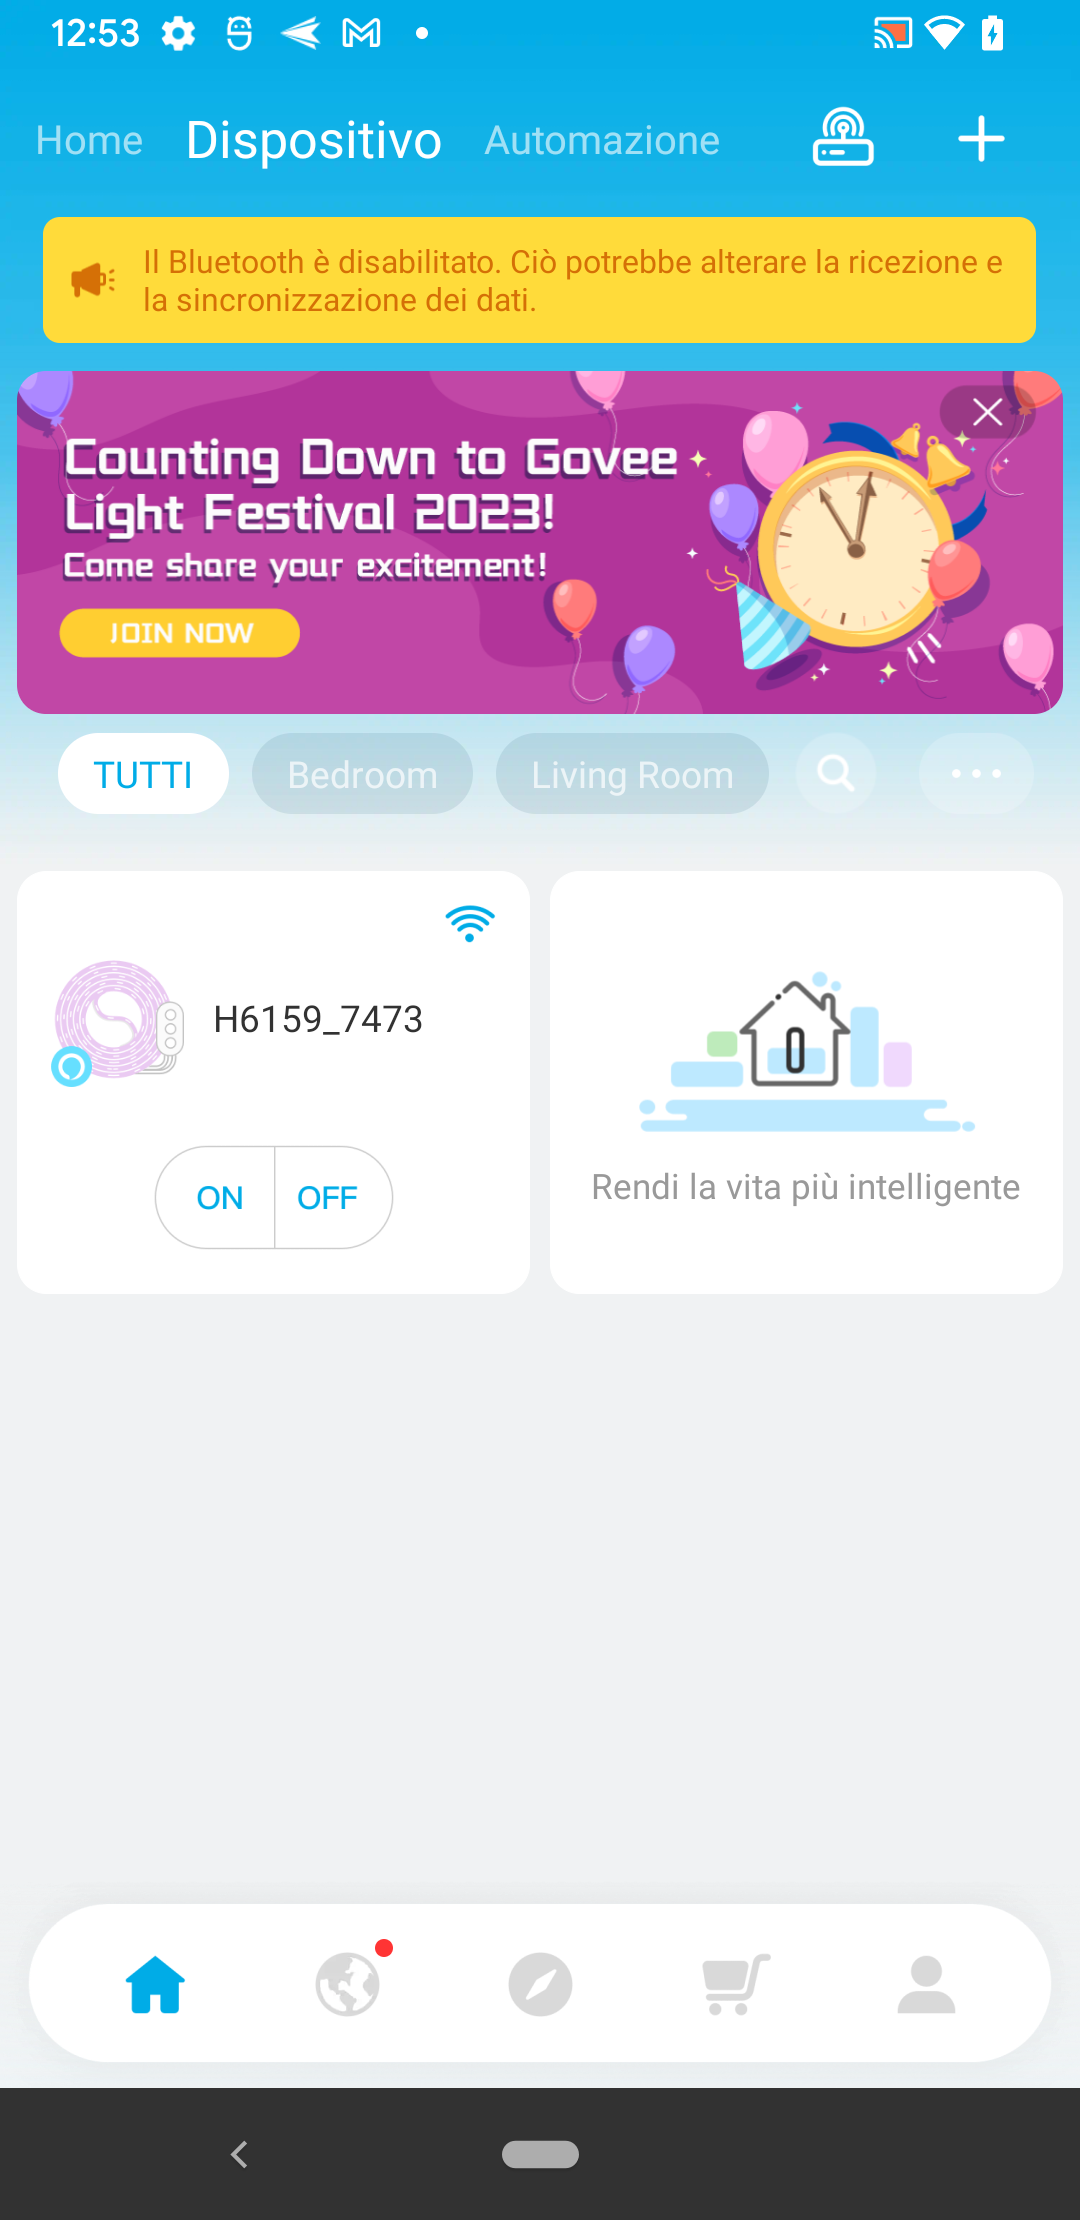 12:53
Home Dispositivo Automazione
Il Bluetooth è disabilitato. Ciò potrebbe alterare la ricezione e
la sincronizzazione dei dati.
Counting Down to Govee
Light Festival 2023!
Come share your excitement!
JOIN NOW
TUTTI Bedroom Living Room
H6159_7473
ON OFF
Rendi la vita più intelligente